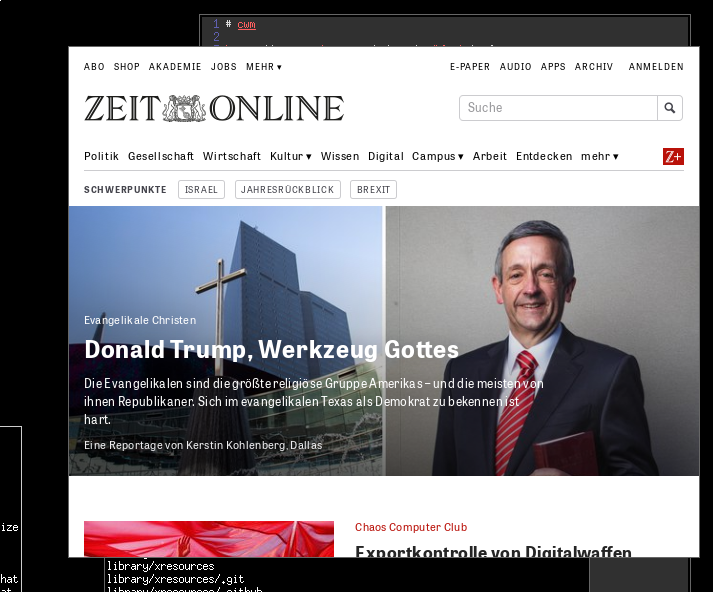 1 # cwm
2
ABO SHOP AKADEMIE JOBS MEHR ▾ E-PAPER AUDIO APPS ARCHIV ANMELDEN
ZEIT ONLINE
Suche
Politik Gesellschaft Wirtschaft Kultur ▾ Wissen Digital Campus ▾ Arbeit Entdecken mehr ▾ Z+
SCHWERPUNKTE ISRAEL JAHRESRÜCKBLICK BREXIT
Evangelikale Christen
Donald Trump, Werkzeug Gottes
Die Evangelikalen sind die größte religiöse Gruppe Amerikas – und die meisten von
ihnen Republikaner. Sich im evangelikalen Texas als Demokrat zu bekennen ist
hart.
Eine Reportage von Kerstin Kohlenberg, Dallas
Chaos Computer Club
Exportkontrolle von Digitalwaffen
ize
hat
library/xresources
library/xresources/.git
library/xresources/.github